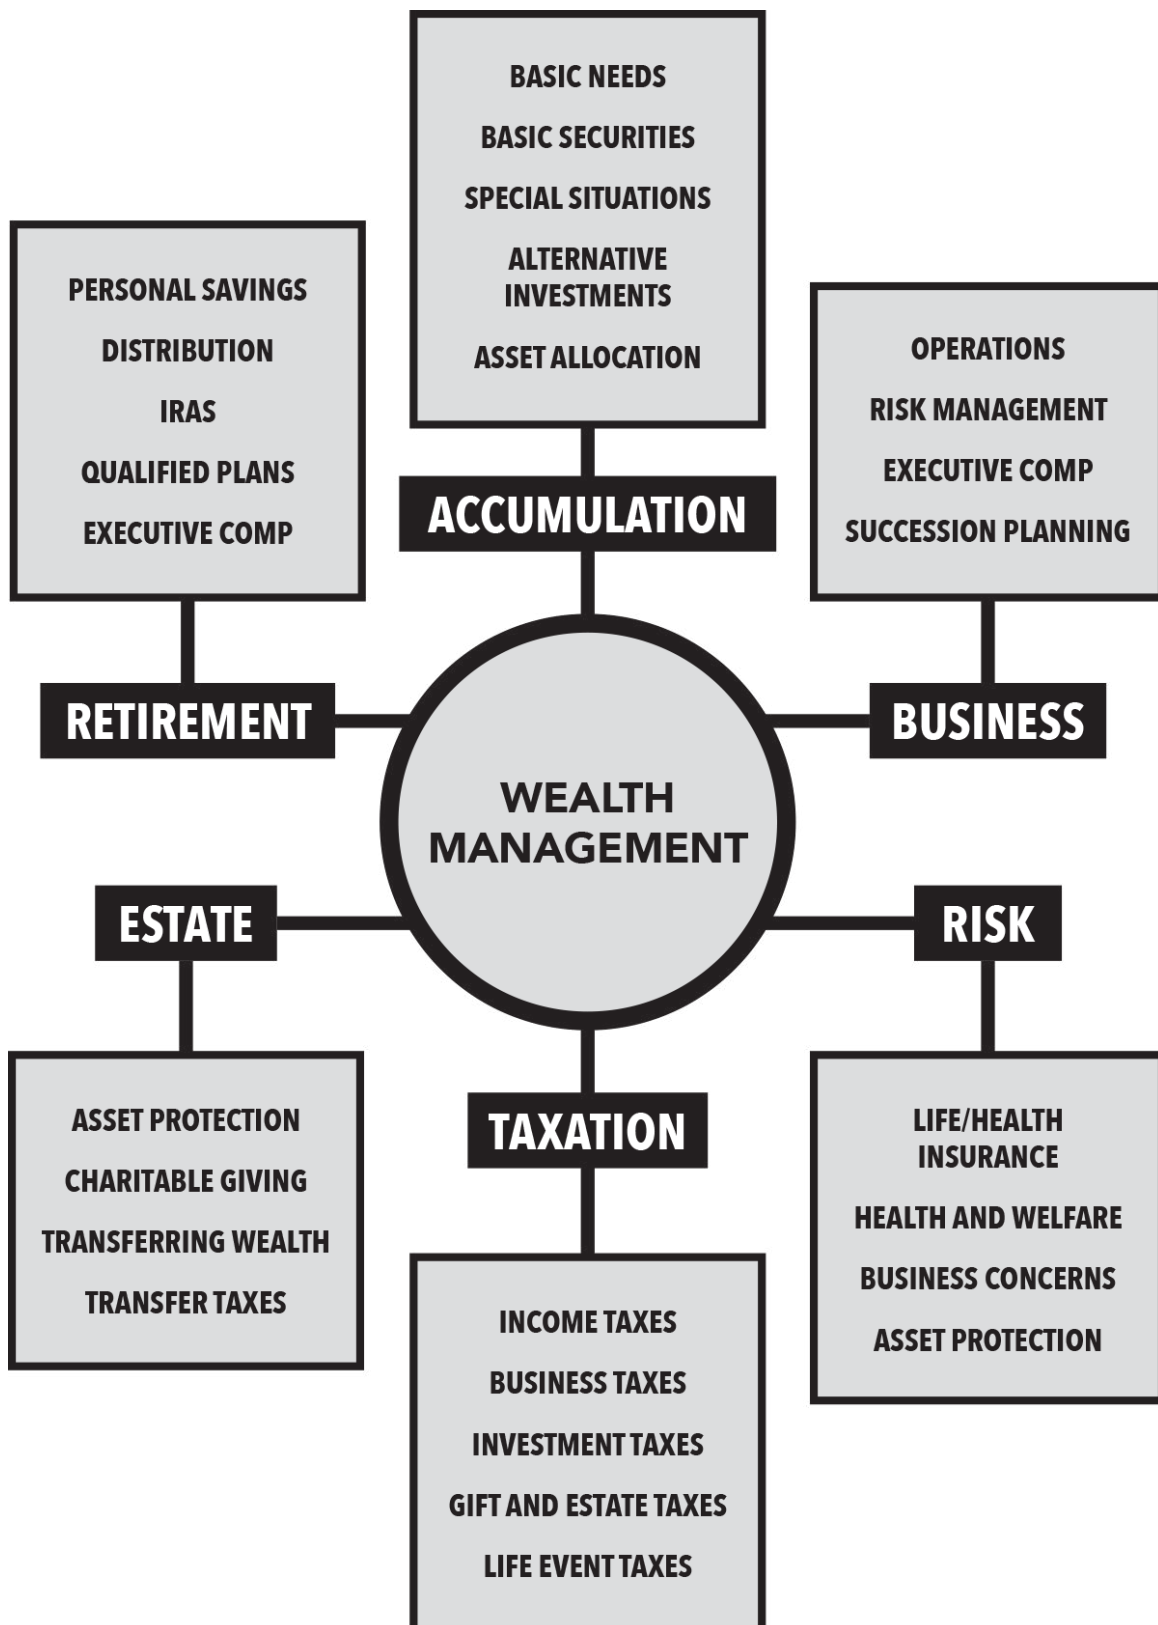 BASIC NEEDS
BASIC SECURITIES
SPECIAL SITUATIONS
ALTERNATIVE
INVESTMENTS
ASSET ALLOCATION
ACCUMULATION
PERSONAL SAVINGS
DISTRIBUTION
IRAS
QUALIFIED PLANS
EXECUTIVE COMP
RETIREMENT
OPERATIONS
RISK MANAGEMENT
EXECUTIVE COMP
SUCCESSION PLANNING
BUSINESS
WEALTH
MANAGEMENT
ESTATE
ASSET PROTECTION
CHARITABLE GIVING
TRANSFERRING WEALTH
TRANSFER TAXES
TAXATION
INCOME TAXES
BUSINESS TAXES
INVESTMENT TAXES
GIFT AND ESTATE TAXES
LIFE EVENT TAXES
RISK
LIFE/HEALTH
INSURANCE
HEALTH AND WELFARE
BUSINESS CONCERNS
ASSET PROTECTION